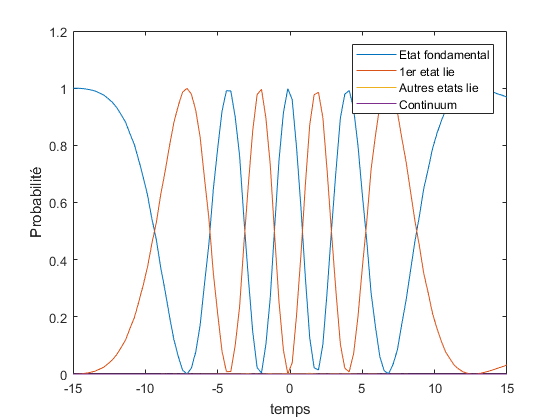 1.2
1
0.8
0.6
0.4
0.2
0
Probabilité
-15
-10
-5
0
5
10
15
temps
Etat fondamental
1er etat lie
Autres etats lie
Continuum